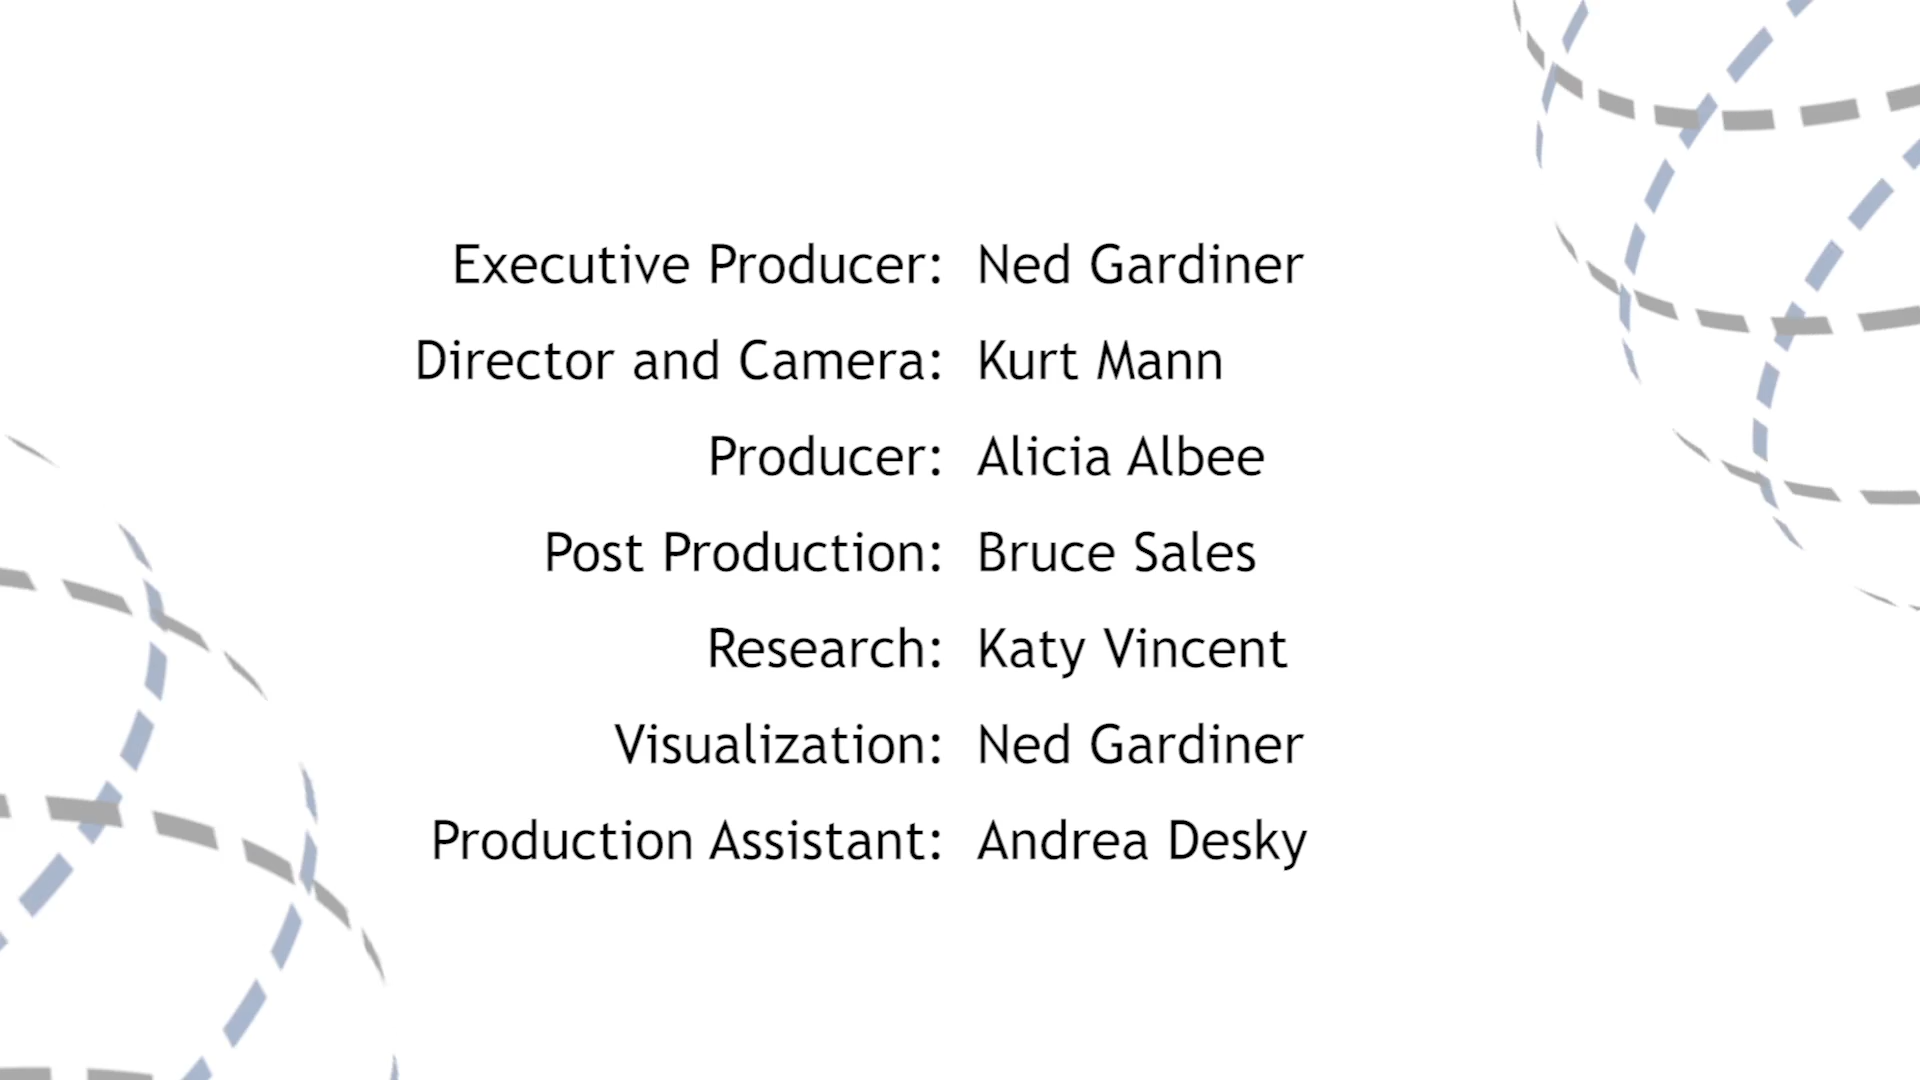 Executive Producer: Ned Gardiner
Director and Camera: Kurt Mann
Producer: Alicia Albee
Post Production: Bruce Sales
Research: Katy Vincent
Visualization: Ned Gardiner
Production Assistant: Andrea Desky